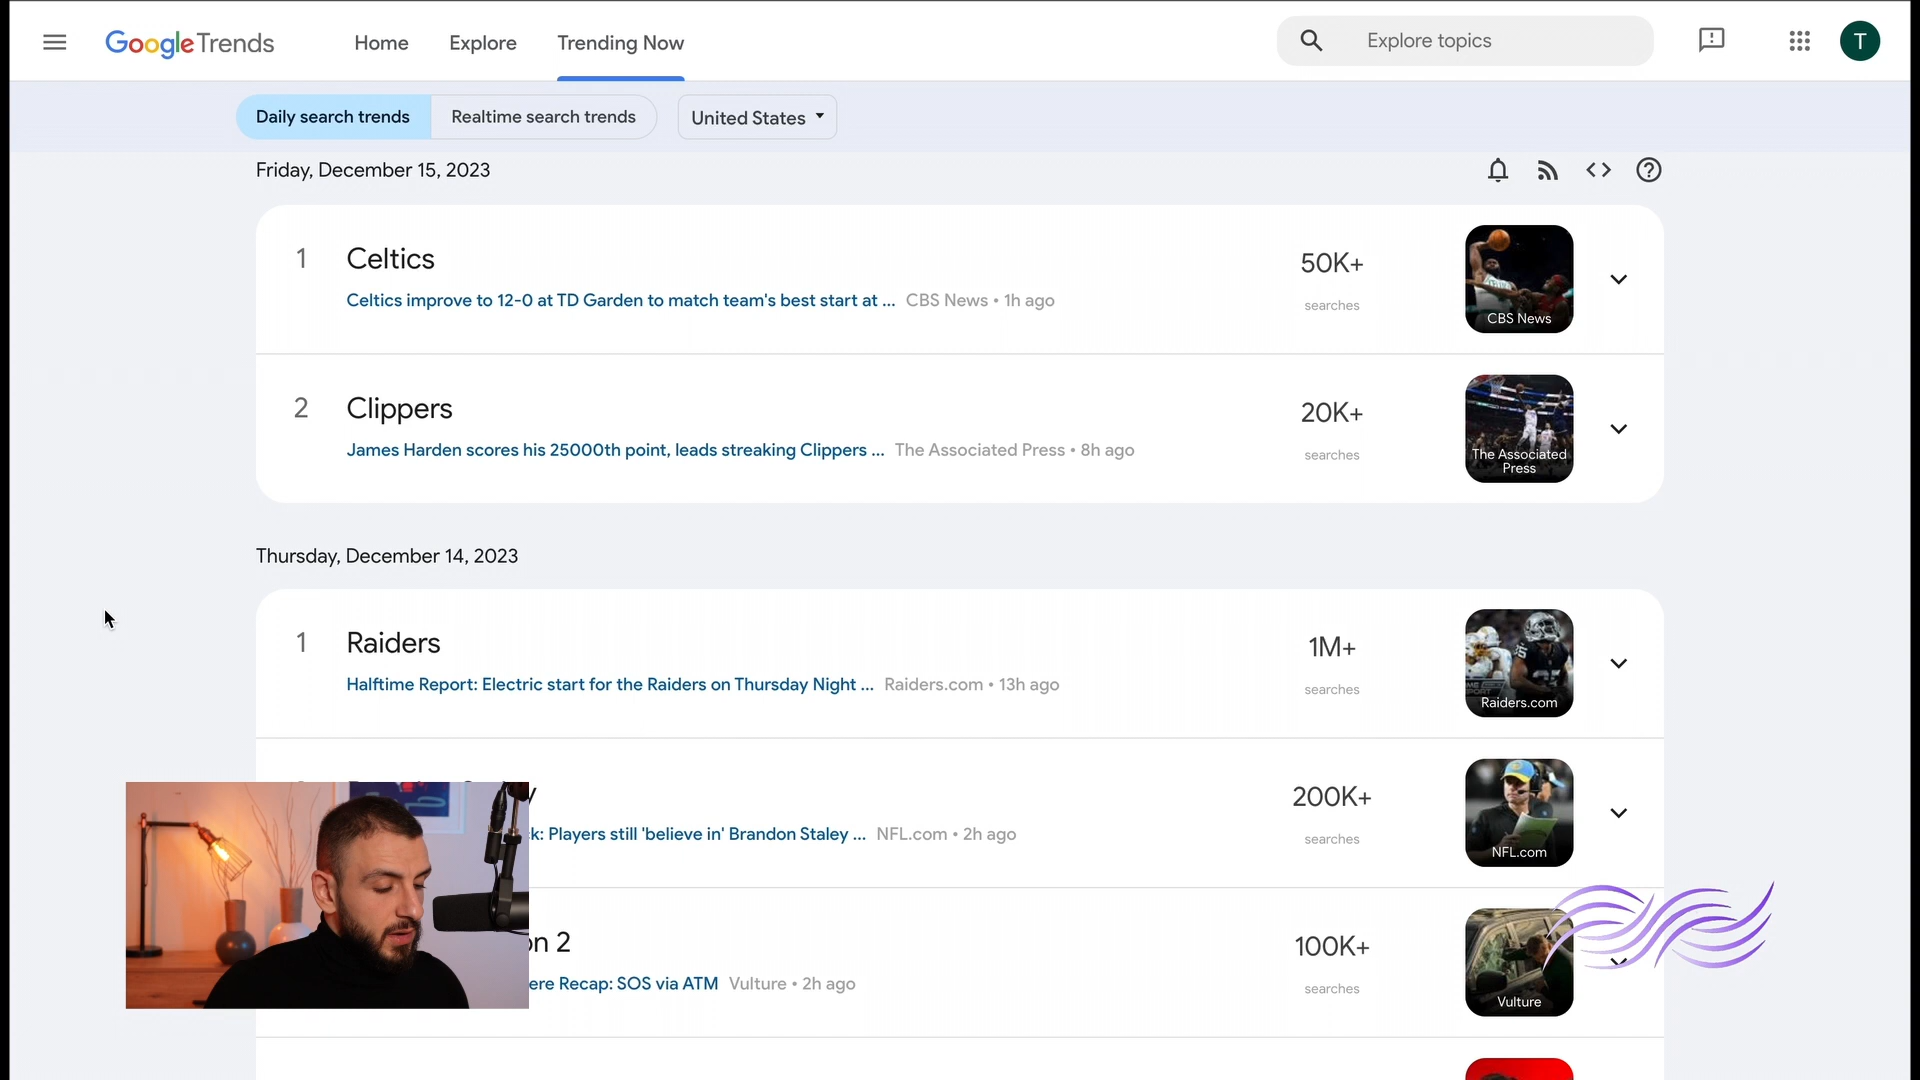 Google Trends
Home
Explore
Trending Now
Explore topics
T
Daily search trends
Realtime search trends
United States
Friday, December 15, 2023
1
Celtics
Celtics improve to 12-0 at TD Garden to match team's best start at ... CBS News • 1h ago
50K+
searches
CBS News
2
Clippers
James Harden scores his 25000th point, leads streaking Clippers ... The Associated Press • 8h ago
20K+
searches
The Associated
Press
Thursday, December 14, 2023
1
Raiders
Halftime Report: Electric start for the Raiders on Thursday Night ... Raiders.com • 13h ago
1M+
searches
Raiders.com
Players still 'believe in' Brandon Staley ... NFL.com • 2h ago
200K+
searches
NFL.com
2
Recap: SOS via ATM Vulture • 2h ago
100K+
searches
Vulture